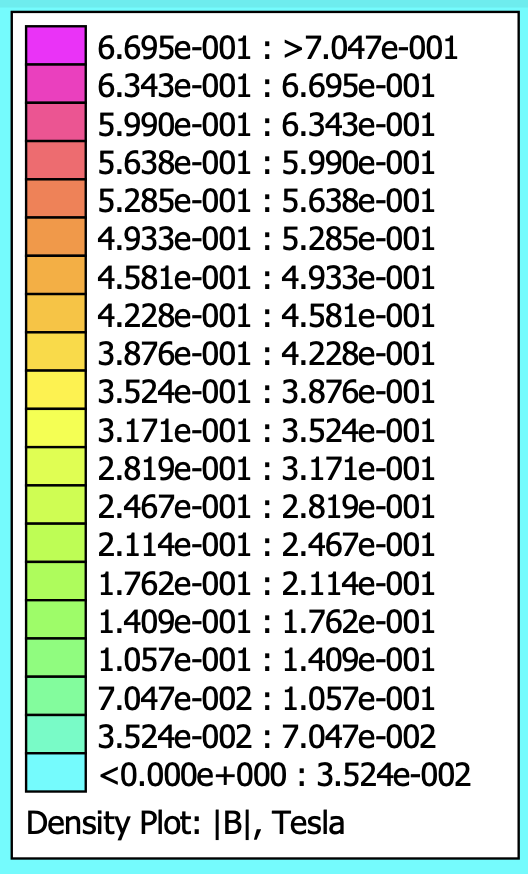 6.695e-001 : >7.047e-001
6.343e-001 : 6.695e-001
5.990e-001 : 6.343e-001
5.638e-001 : 5.990e-001
5.285e-001 : 5.638e-001
4.933e-001 : 5.285e-001
4.581e-001 : 4.933e-001
4.228e-001 : 4.581e-001
3.876e-001 : 4.228e-001
3.524e-001 : 3.876e-001
3.171e-001 : 3.524e-001
2.819e-001 : 3.171e-001
2.467e-001 : 2.819e-001
2.114e-001 : 2.467e-001
1.762e-001 : 2.114e-001
1.409e-001 : 1.762e-001
1.057e-001 : 1.409e-001
7.047e-002 : 1.057e-001
3.524e-002 : 7.047e-002
<0.000e+000 : 3.524e-002
Density Plot: |B|, Tesla